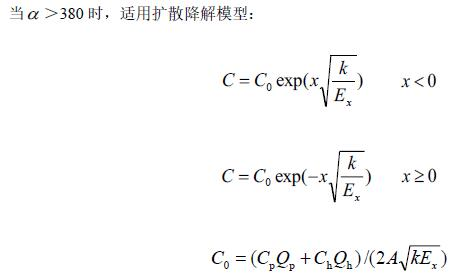 当α＞380 时，适用扩散降解模型：
C = C₀ exp(x√(k/Eₓ))　　x < 0
C = C₀ exp(−x√(k/Eₓ))　　x ≥ 0
C₀ = (CₚQₚ + CₕQₕ)/(2A√(kEₓ))